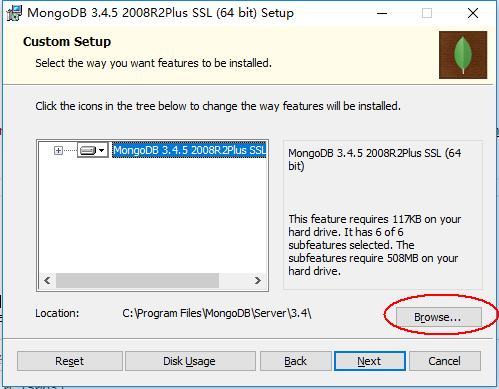 MongoDB 3.4.5 2008R2Plus SSL (64 bit) Setup
Custom Setup
Select the way you want features to be installed.
Click the icons in the tree below to change the way features will be installed.
MongoDB 3.4.5 2008R2Plus SSL
MongoDB 3.4.5 2008R2Plus SSL (64
bit)
This feature requires 117KB on your
hard drive. It has 6 of 6
subfeatures selected. The
subfeatures require 508MB on your
hard drive.
Location: C:\Program Files\MongoDB\Server\3.4\
Browse...
Reset Disk Usage Back Next Cancel